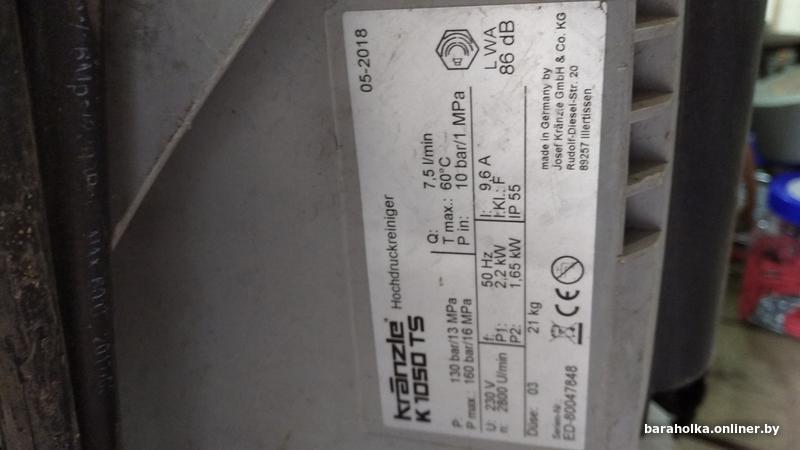 kränzle®
Hochdruckreiniger
05-2018
K 1050 TS
P: 130 bar/13 MPa
Q: 7,5 l/min
P max.: 160 bar/16 MPa
T max.: 60°C
P in: 10 bar/1 MPa
LWA
86 dB
U: 230 V
f: 50 Hz
I: 9,6 A
n: 2800 U/min
P1: 2,2 kW
I.Kl.: F
P2: 1,65 kW
IP 55
Düse: 03
21 kg
CE
made in Germany by
Josef Kränzle GmbH & Co. KG
Rudolf-Diesel-Str. 20
89257 Illertissen
Serien-Nr.
ED-80047848
baraholka.onliner.by